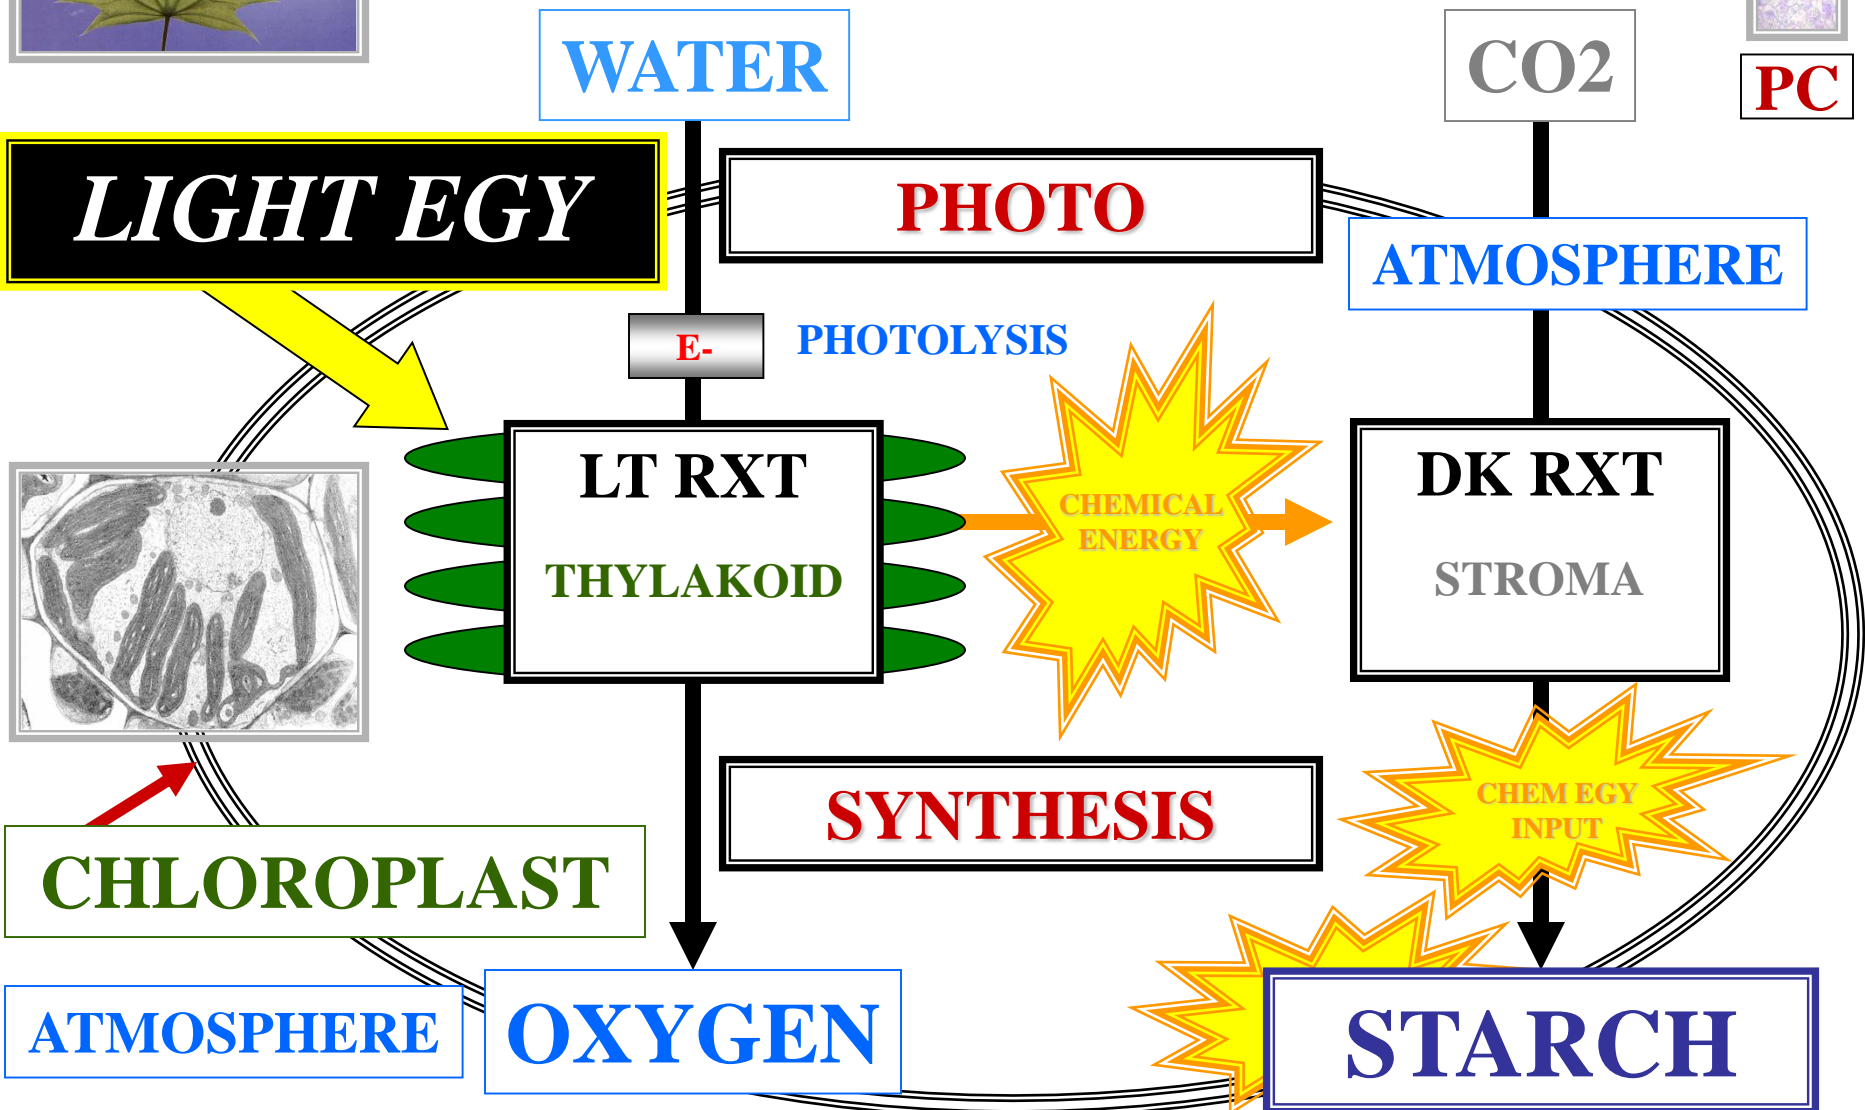 WATER
CO2
PC
LIGHT EGY
PHOTO
ATMOSPHERE
E-
PHOTOLYSIS
LT RXT
THYLAKOID
CHEMICAL
ENERGY
DK RXT
STROMA
SYNTHESIS
CHEM EGY
INPUT
CHLOROPLAST
ATMOSPHERE
OXYGEN
STARCH